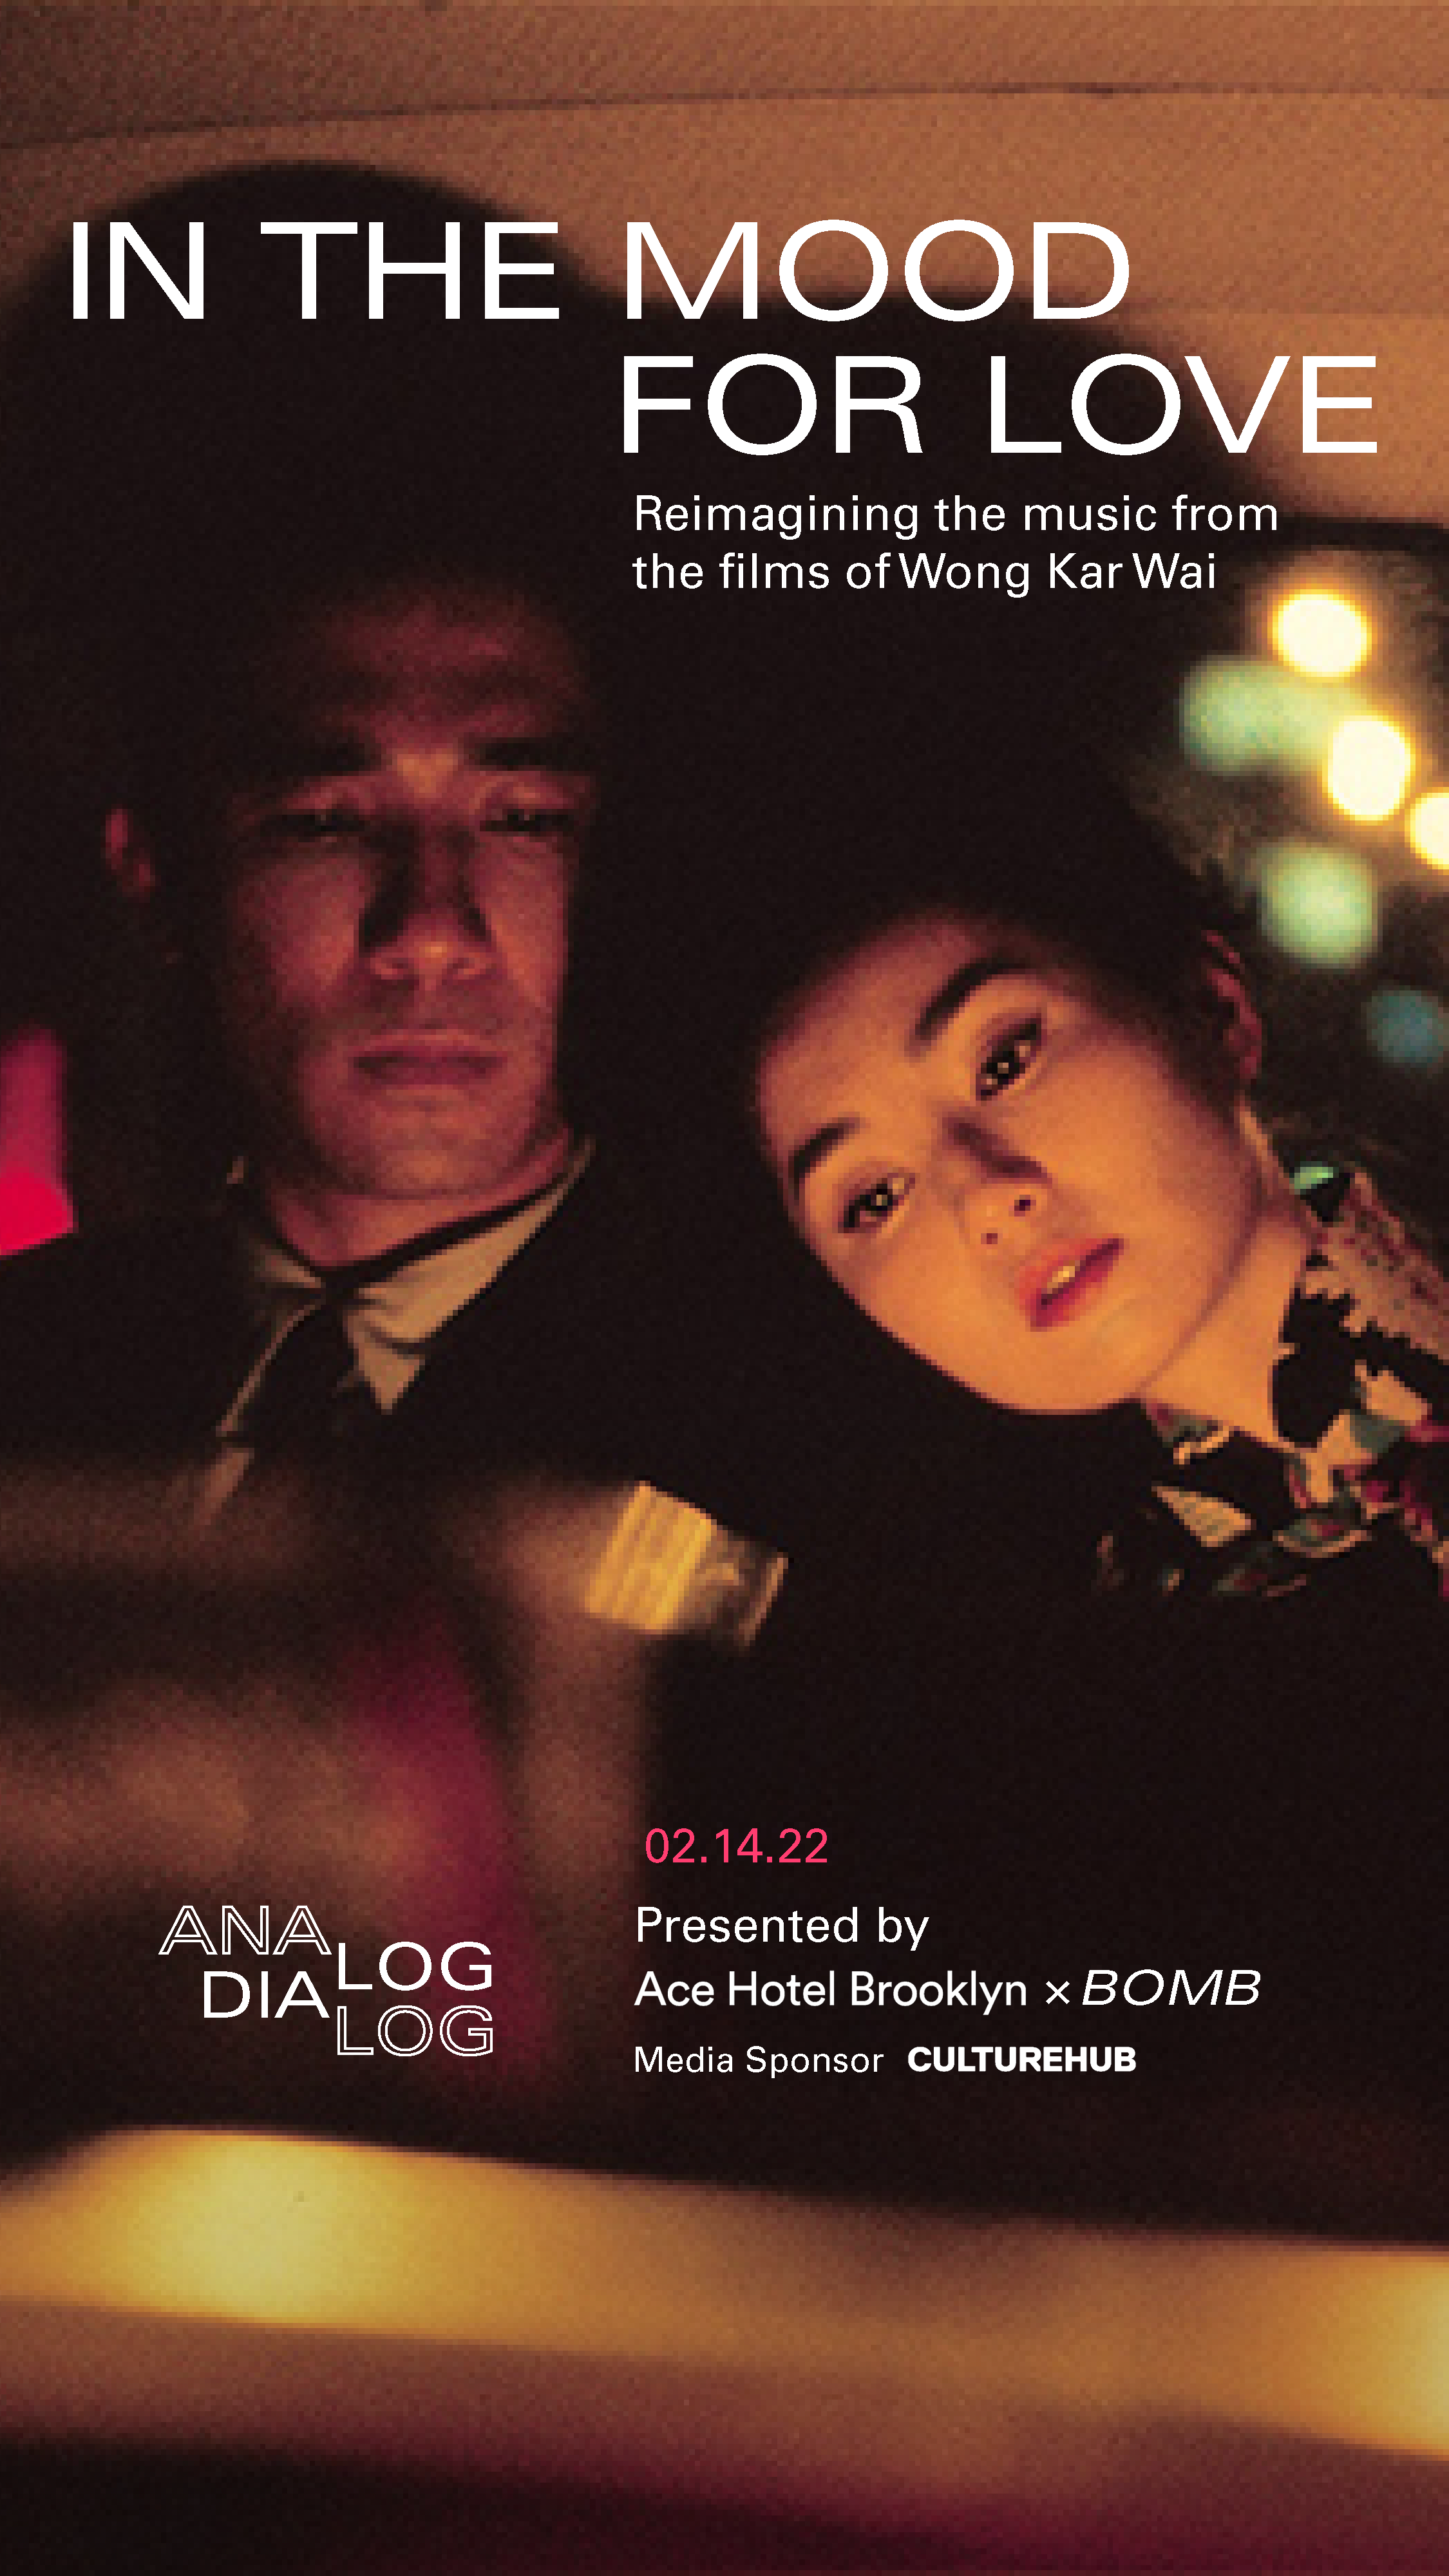 IN THE MOOD
FOR LOVE
Reimagining the music from
the films of Wong Kar Wai
02.14.22
Presented by
Ace Hotel Brooklyn × BOMB
Media Sponsor CULTUREHUB
ANA
LOG
DIA
LOG